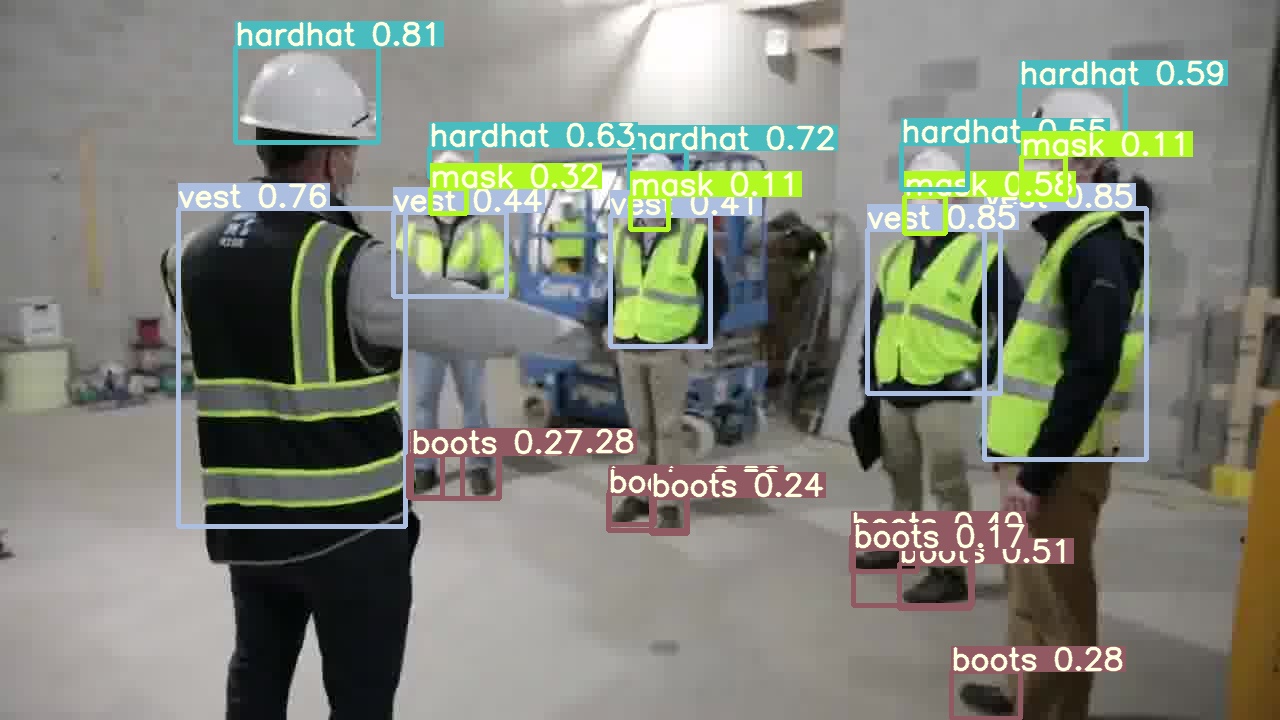 hardhat 0.81
hardhat 0.59
hardhat 0.63
hardhat 0.72
hardhat 0.55
mask 0.11
mask 0.32
mask 0.11
mask 0.58
vest 0.76
vest 0.44
vest 0.41
vest 0.85
vest 0.85
boots 0.27.28
boots 0.24
boots 0.17
boots 0.51
boots 0.28